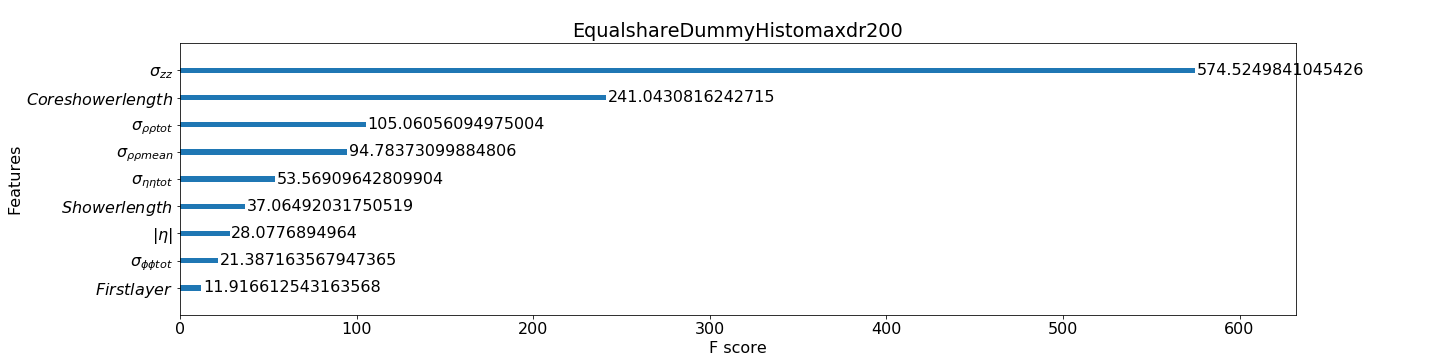 EqualshareDummyHistomaxdr200
σzz 574.5249841045426
Coreshowerlength 241.0430816242715
σρρtot 105.06056094975004
σρρmean 94.78373099884806
σηηtot 53.56909642809904
Showerlength 37.06492031750519
|η| 28.0776894964
σϕϕtot 21.387163567947365
Firstlayer 11.916612543163568
Features
0 100 200 300 400 500 600
F score